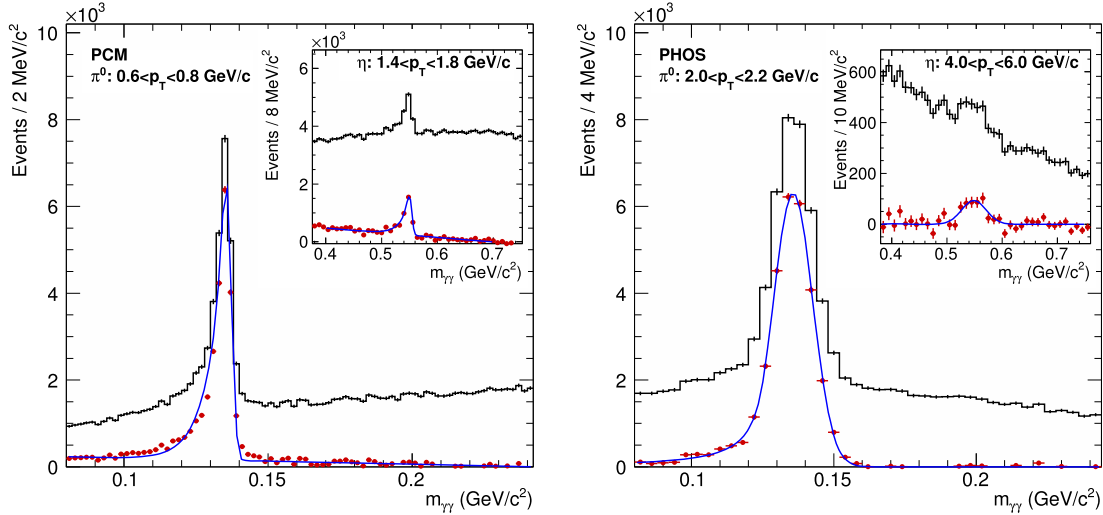 ×10³
PCM
π⁰: 0.6<p_T<0.8 GeV/c
Events / 2 MeV/c²
10
8
6
4
2
0
0.1
0.15
0.2
m_γγ (GeV/c²)
×10³
η: 1.4<p_T<1.8 GeV/c
Events / 8 MeV/c²
6
4
2
0
0.4
0.5
0.6
0.7
m_γγ (GeV/c²)
×10³
PHOS
π⁰: 2.0<p_T<2.2 GeV/c
Events / 4 MeV/c²
10
8
6
4
2
0
0.1
0.15
0.2
m_γγ (GeV/c²)
η: 4.0<p_T<6.0 GeV/c
Events / 10 MeV/c²
600
400
200
0
0.4
0.5
0.6
0.7
m_γγ (GeV/c²)